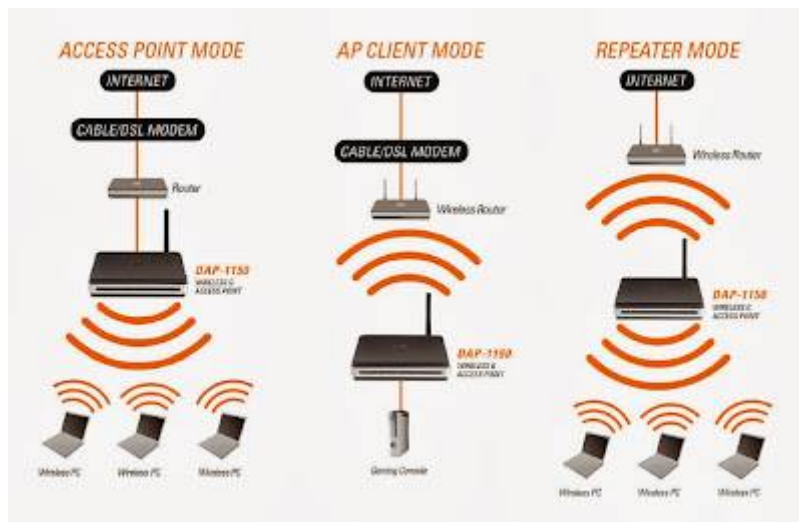 ACCESS POINT MODE
INTERNET
CABLE/DSL MODEM
Router
DAP-1150
WIRELESS G
ACCESS POINT
Wireless PC
Wireless PC
Wireless PC
AP CLIENT MODE
INTERNET
CABLE/DSL MODEM
Wireless Router
DAP-1150
WIRELESS G
ACCESS POINT
Gaming Console
REPEATER MODE
INTERNET
Wireless Router
DAP-1150
WIRELESS G
ACCESS POINT
Wireless PC
Wireless PC
Wireless PC